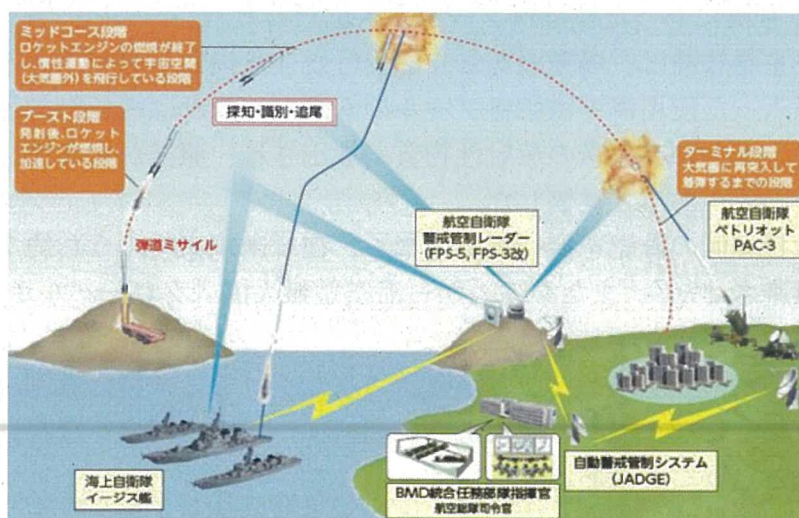 ミッドコース段階
ロケットエンジンの燃焼が終了
し、慣性運動によって宇宙空間
(大気圏外)を飛行している段階
ブースト段階
発射後、ロケット
エンジンが燃焼し、
加速している段階
探知・識別・追尾
弾道ミサイル
ターミナル段階
大気圏に再突入して
着弾するまでの段階
航空自衛隊
警戒管制レーダー
(FPS-5, FPS-3改)
航空自衛隊
ペトリオット
PAC-3
海上自衛隊
イージス艦
BMD統合任務部隊指揮官
航空総隊司令官
自動警戒管制システム
(JADGE)